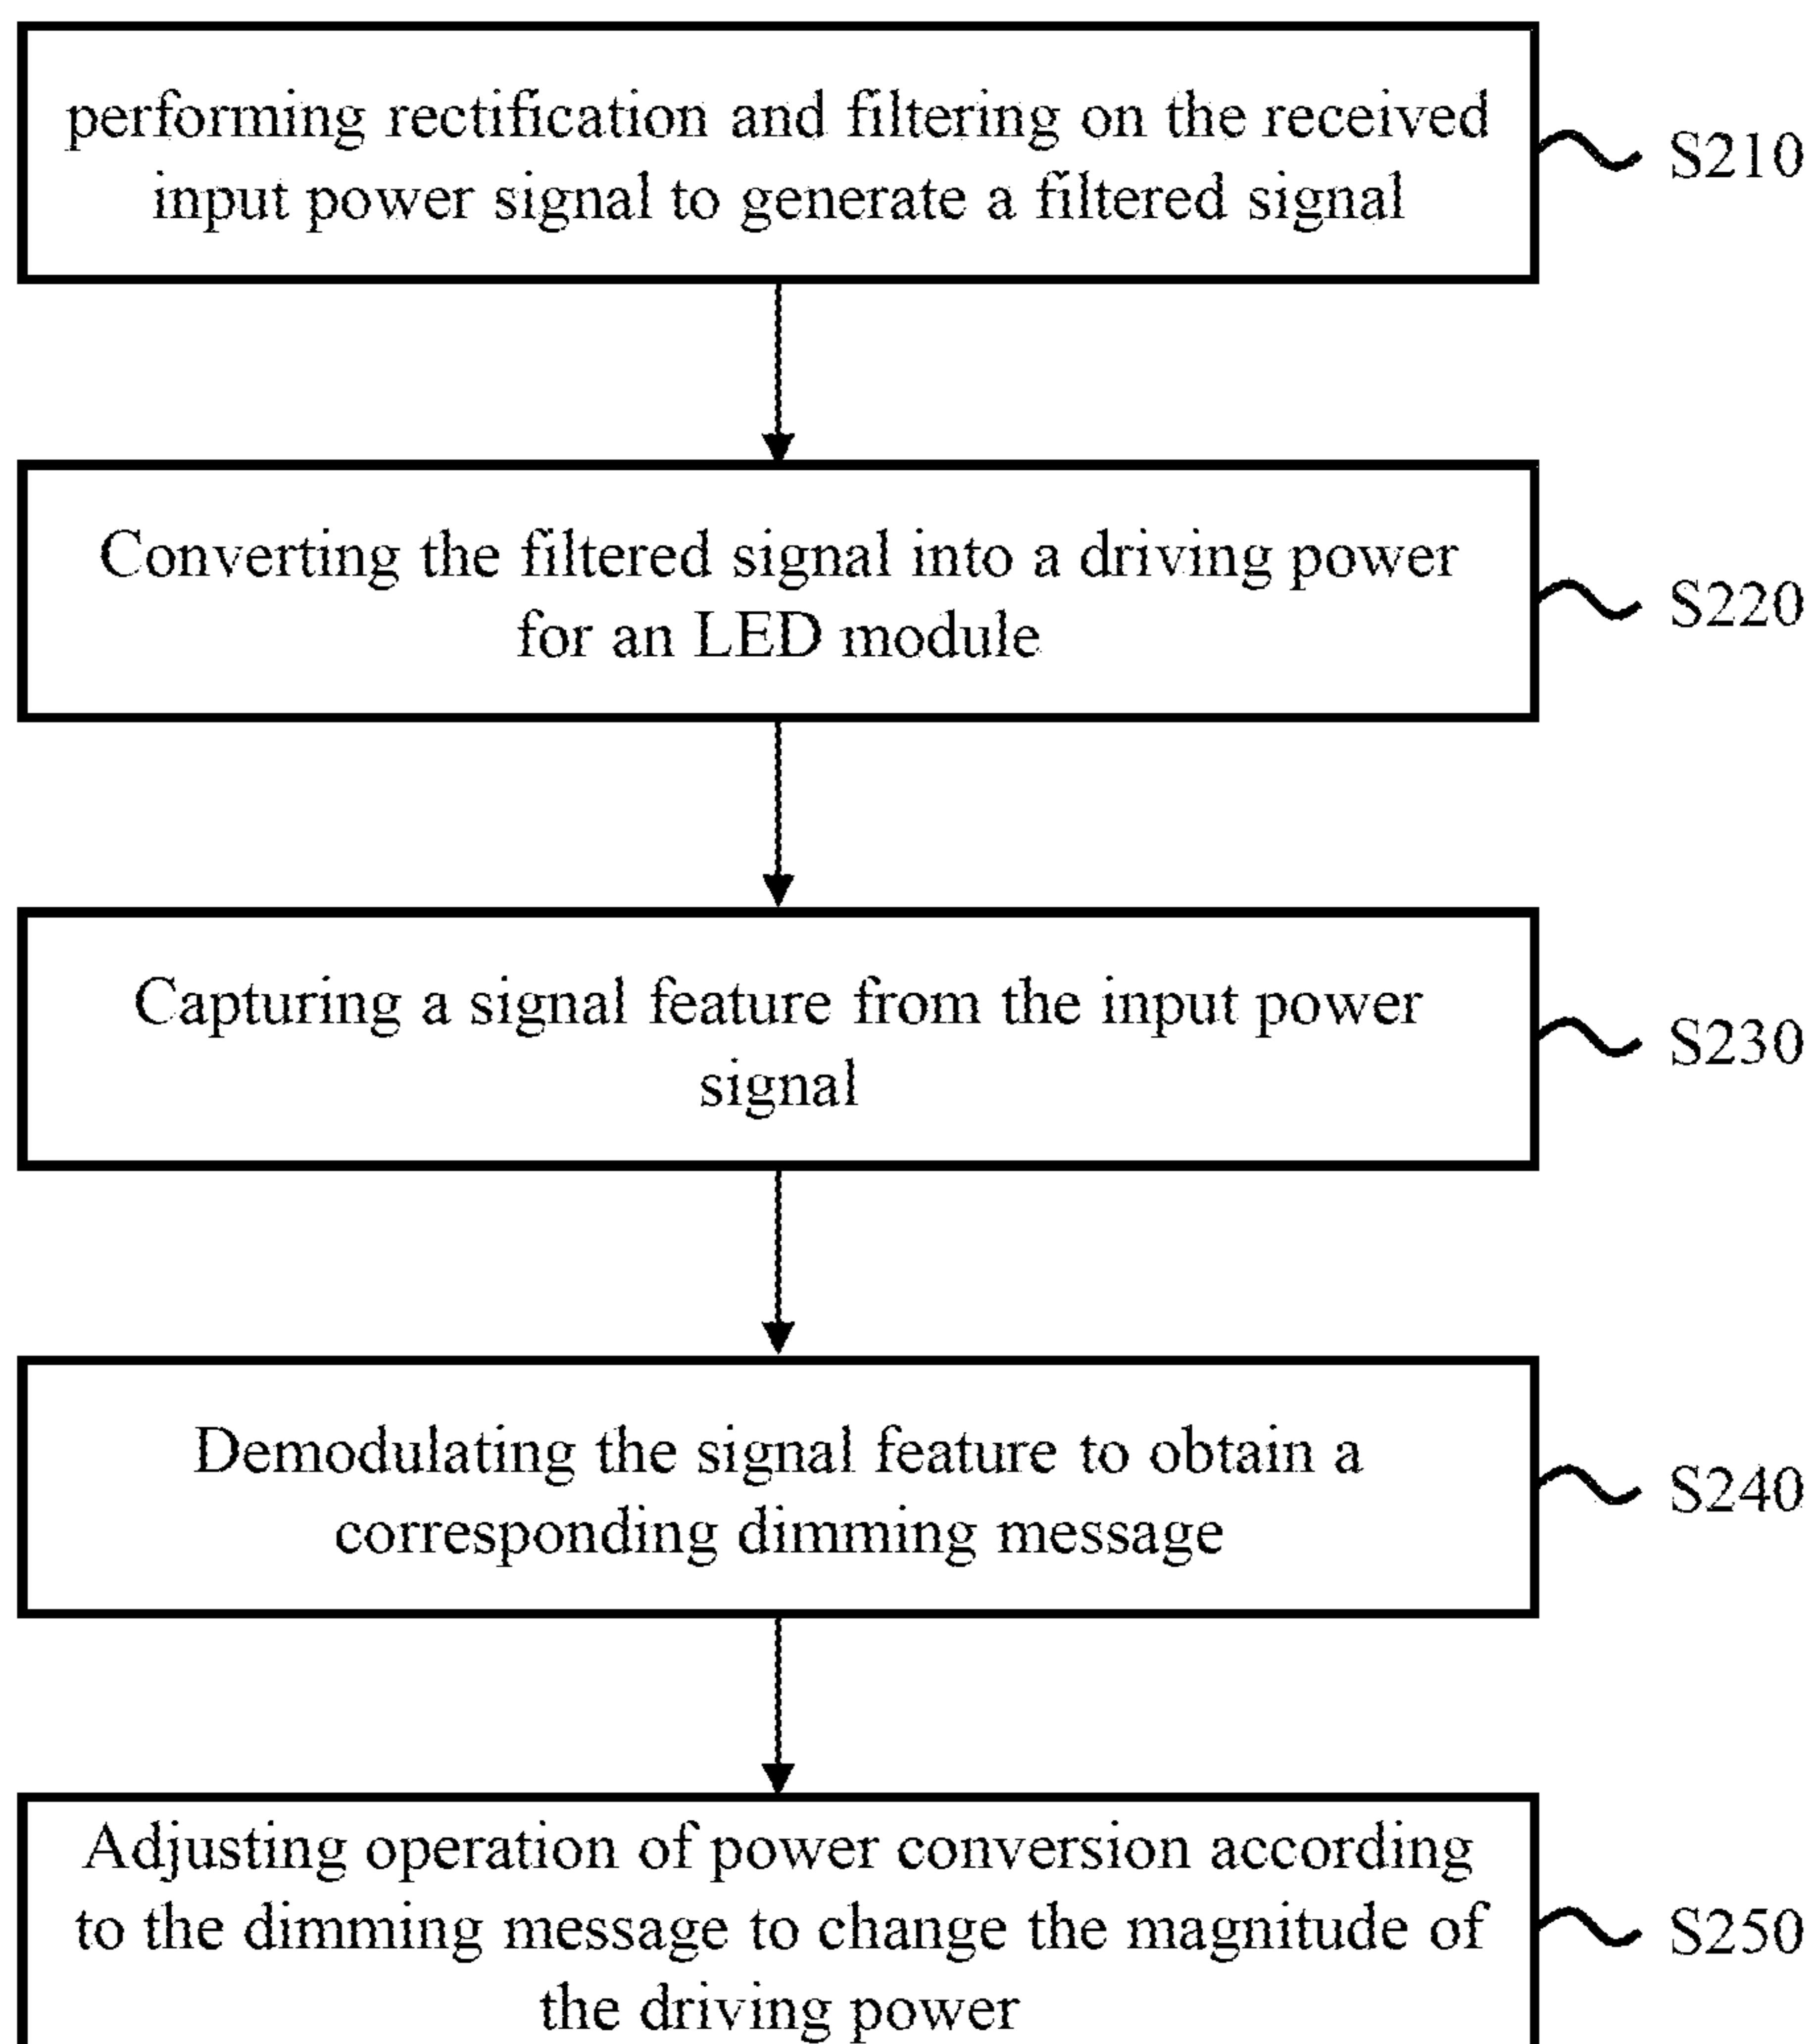 performing rectification and filtering on the received
input power signal to generate a filtered signal
S210
Converting the filtered signal into a driving power
for an LED module
S220
Capturing a signal feature from the input power
signal
S230
Demodulating the signal feature to obtain a
corresponding dimming message
S240
Adjusting operation of power conversion according
to the dimming message to change the magnitude of
the driving power
S250